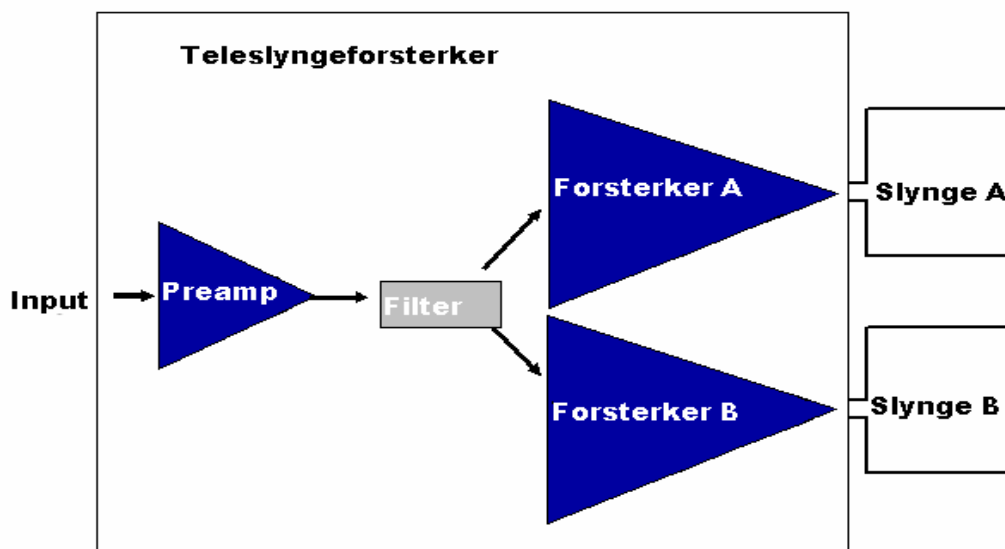 Teleslyngeforsterker
Forsterker A
Slynge A
Input
Preamp
Filter
Forsterker B
Slynge B